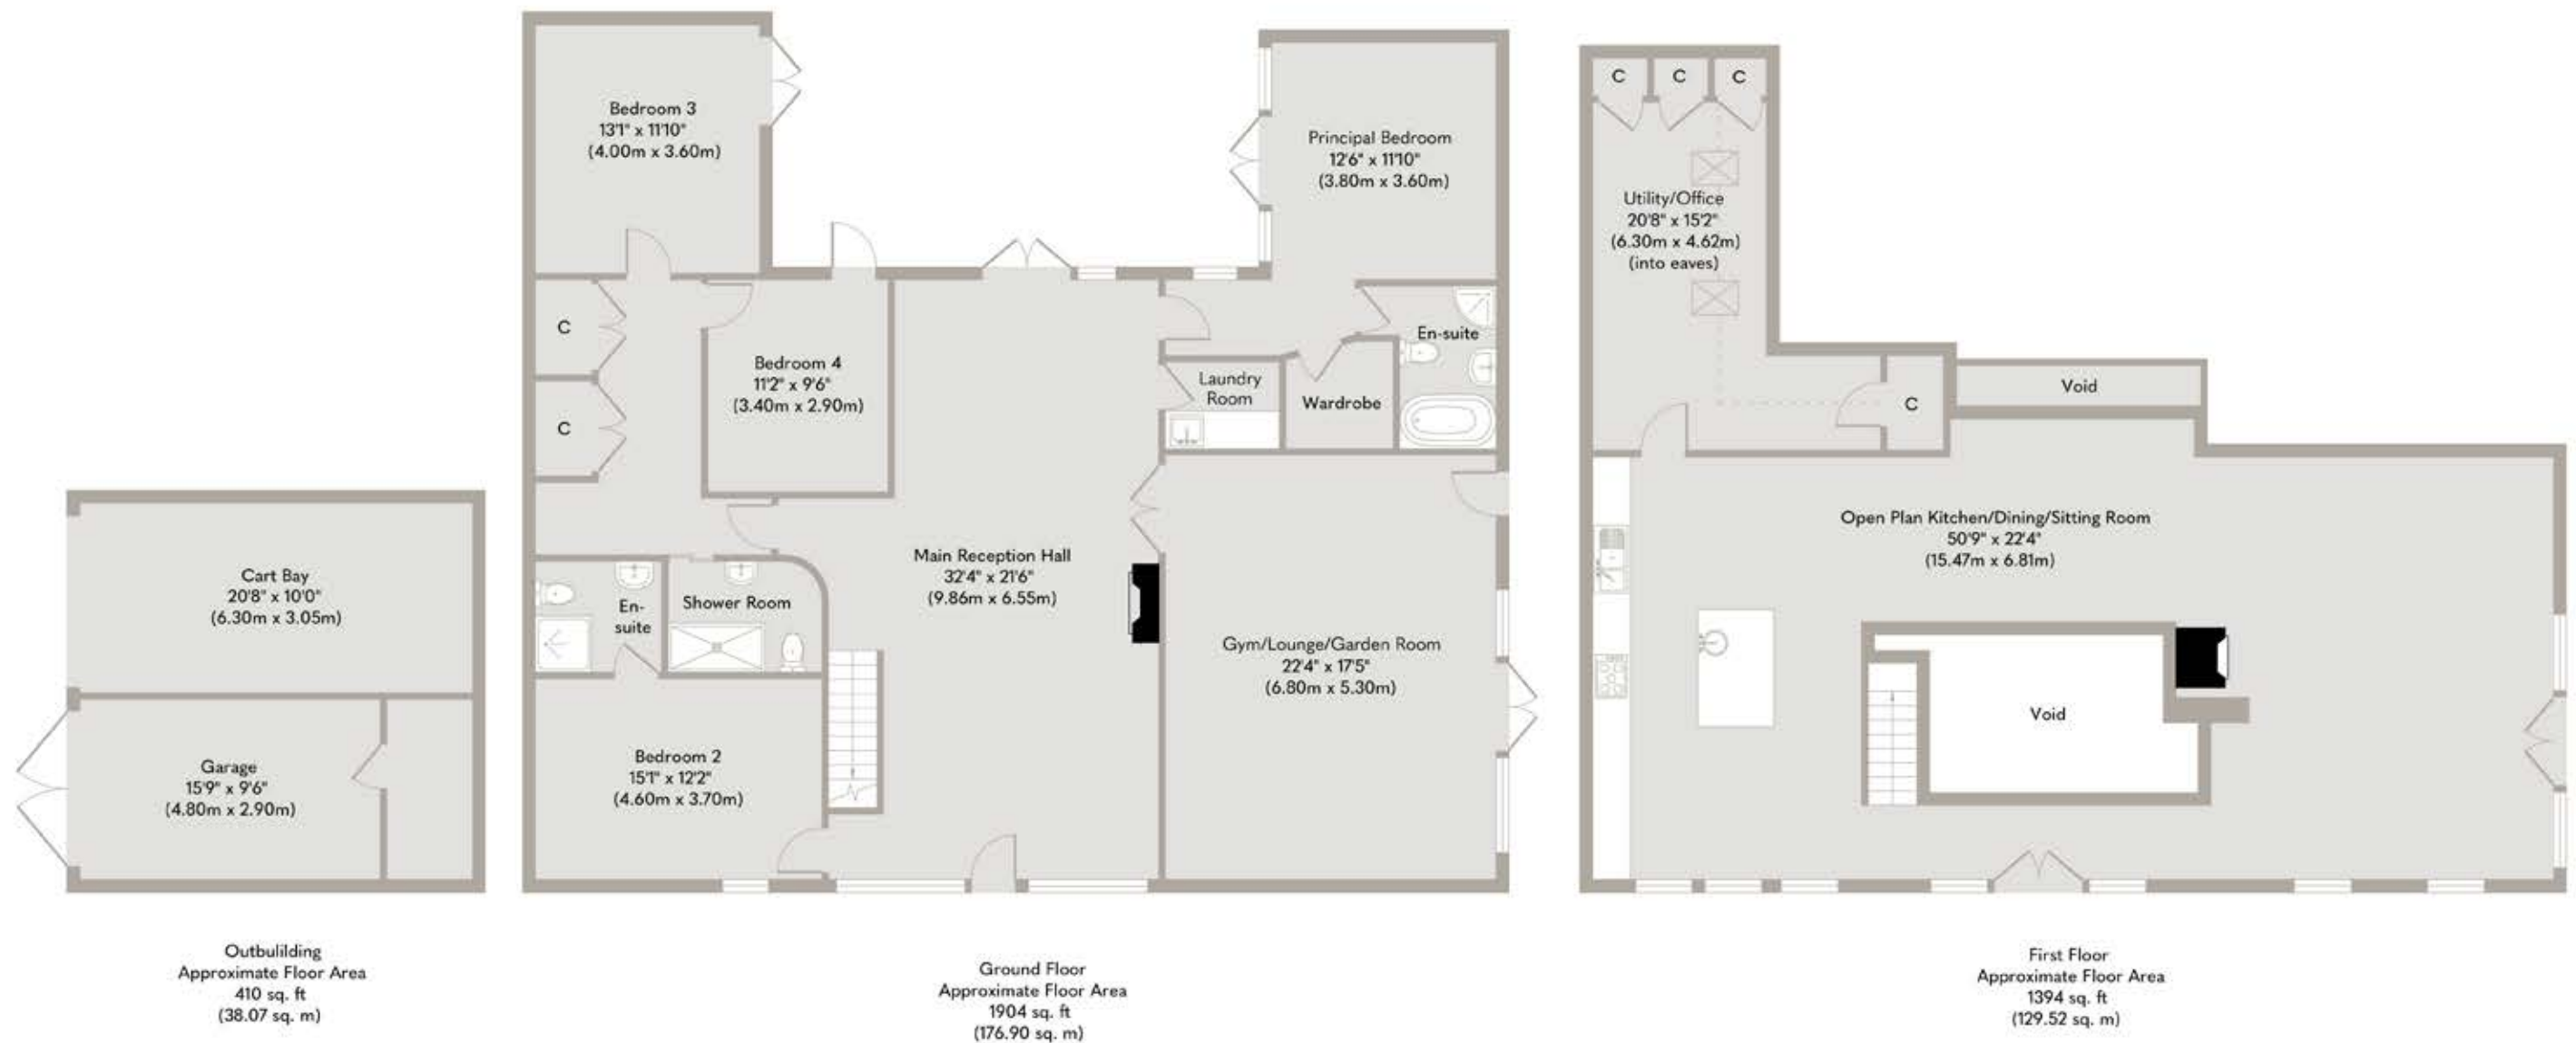 Cart Bay
20'8" x 10'0"
(6.30m x 3.05m)
Garage
15'9" x 9'6"
(4.80m x 2.90m)
Outbulilding
Approximate Floor Area
410 sq. ft
(38.07 sq. m)
Bedroom 3
13'1" x 11'10"
(4.00m x 3.60m)
Principal Bedroom
12'6" x 11'10"
(3.80m x 3.60m)
C
C
Bedroom 4
11'2" x 9'6"
(3.40m x 2.90m)
En-suite
Laundry
Room
Wardrobe
Main Reception Hall
32'4" x 21'6"
(9.86m x 6.55m)
En-
suite
Shower Room
Gym/Lounge/Garden Room
22'4" x 17'5"
(6.80m x 5.30m)
Bedroom 2
15'1" x 12'2"
(4.60m x 3.70m)
Ground Floor
Approximate Floor Area
1904 sq. ft
(176.90 sq. m)
C
C
C
Utility/Office
20'8" x 15'2"
(6.30m x 4.62m)
(into eaves)
C
Void
Open Plan Kitchen/Dining/Sitting Room
50'9" x 22'4"
(15.47m x 6.81m)
Void
First Floor
Approximate Floor Area
1394 sq. ft
(129.52 sq. m)